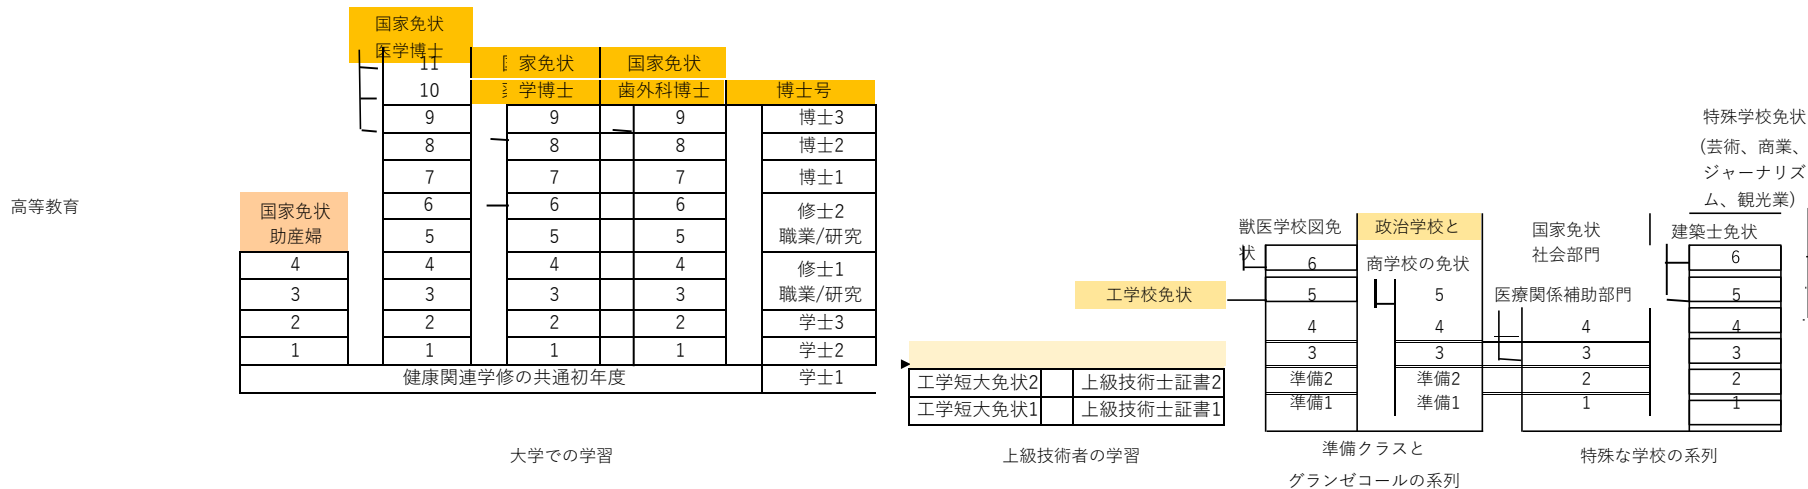 高等教育
国家免状
医学博士
11
10
9
8
7
6
5
4
3
2
1
国家免状
助産婦
4
3
2
1
家免状
学博士
9
8
7
6
5
4
3
2
1
国家免状
歯外科博士
9
8
7
6
5
4
3
2
1
博士号
博士3
博士2
博士1
修士2
職業/研究
修士1
職業/研究
学士3
学士2
学士1
健康関連学修の共通初年度
大学での学習
工学短大免状2
工学短大免状1
上級技術士証書2
上級技術士証書1
上級技術者の学習
工学校免状
獣医学校図免
状
6
5
4
3
準備2
準備1
政治学校と
商学校の免状
5
4
3
準備2
準備1
準備クラスと
グランゼコールの系列
国家免状
社会部門
医療関係補助部門
4
3
2
1
特殊学校免状
(芸術、商業、
ジャーナリズ
ム、観光業)
建築士免状
6
5
4
3
2
1
特殊な学校の系列